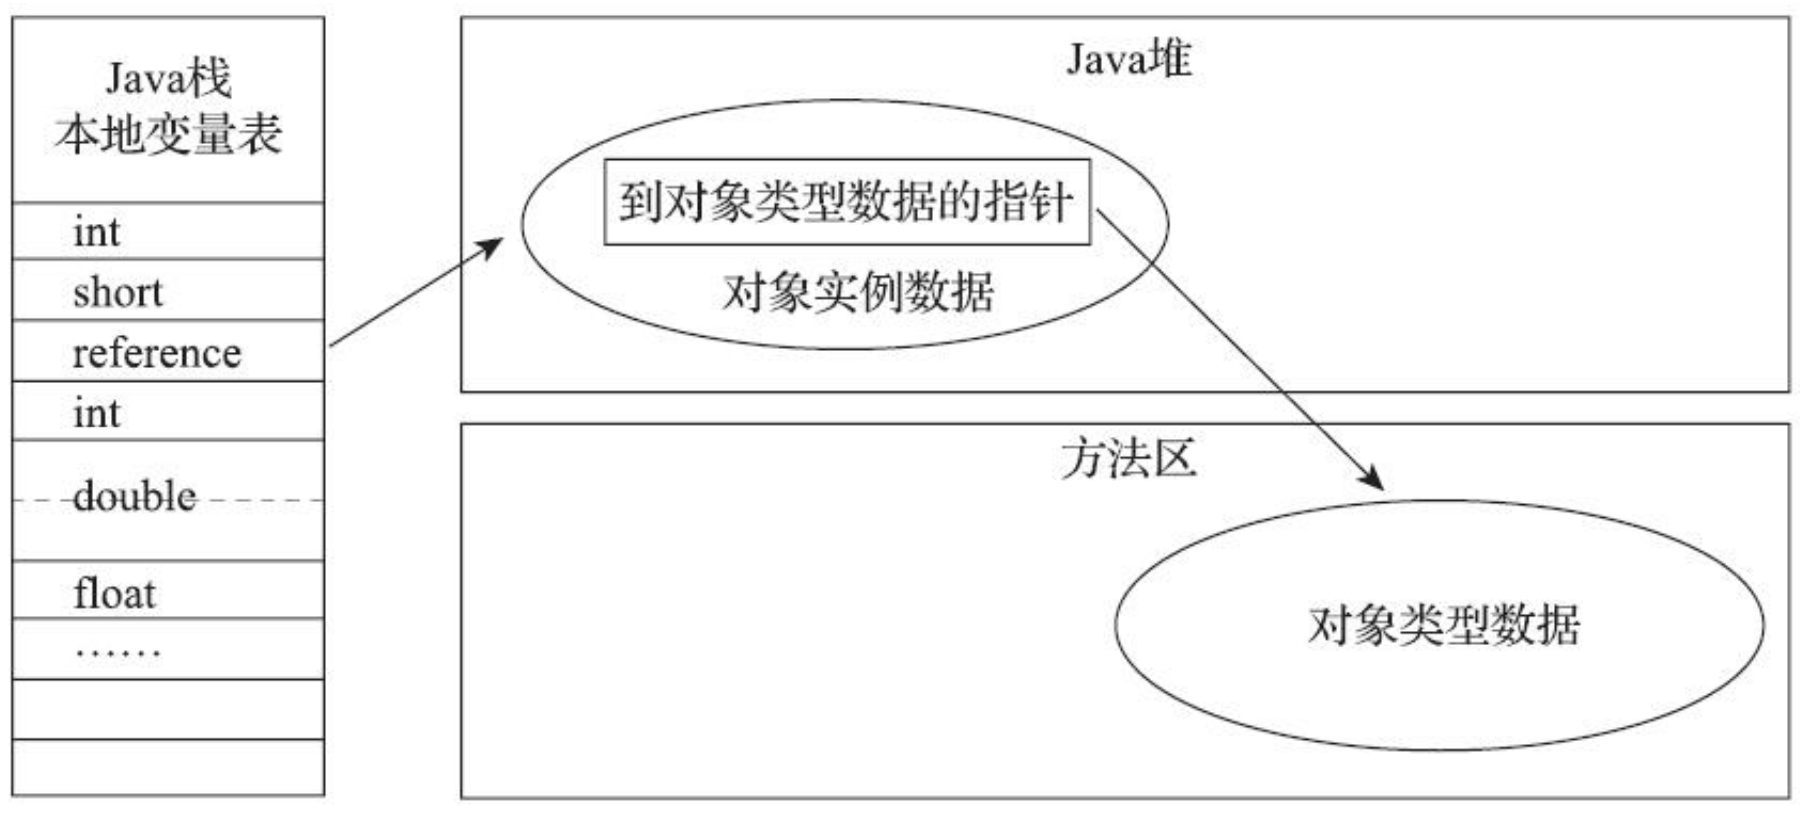 Java栈
本地变量表
int
short
reference
int
double
float
……
Java堆
到对象类型数据的指针
对象实例数据
方法区
对象类型数据